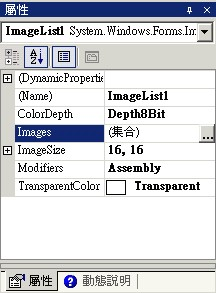 屬性
ImageList1 System.Windows.Forms.Im
(DynamicPropertie
(Name) ImageList1
ColorDepth Depth8Bit
Images (集合) ...
ImageSize 16, 16
Modifiers Assembly
TransparentColor Transparent
屬性 動態說明